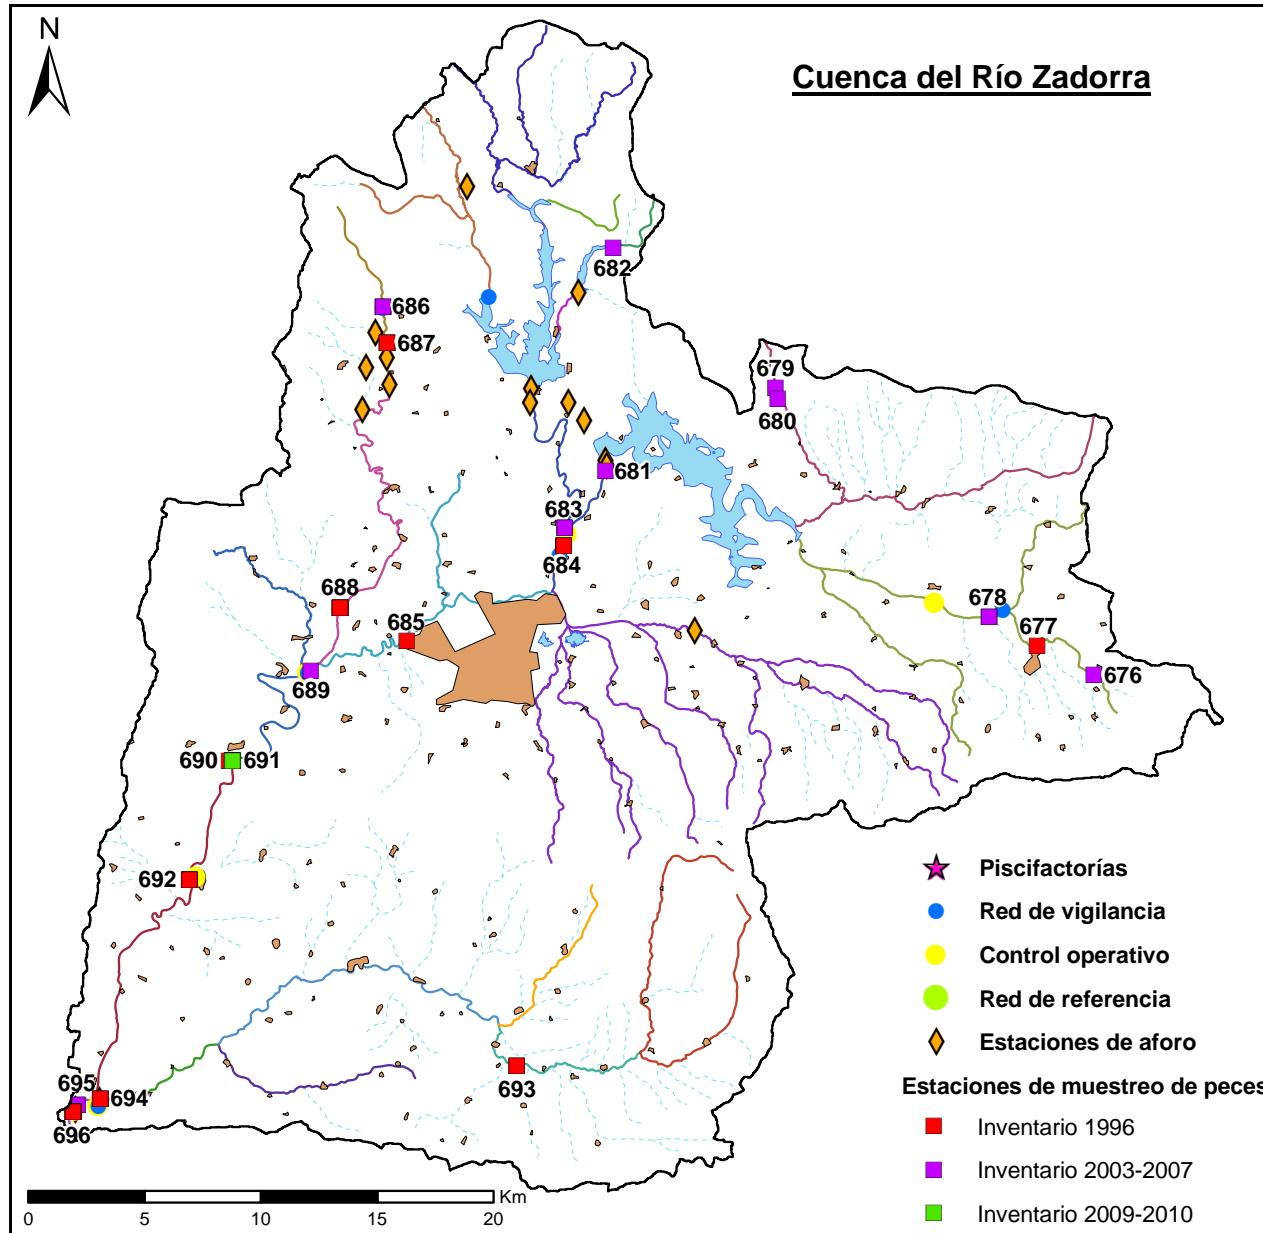 N
Cuenca del Río Zadorra
682
686
687
679
680
681
683
684
678
677
676
688
685
689
690
691
692
693
695
694
696
Piscifactorías
Red de vigilancia
Control operativo
Red de referencia
Estaciones de aforo
Estaciones de muestreo de peces
Inventario 1996
Inventario 2003-2007
Inventario 2009-2010
Km
0 5 10 15 20